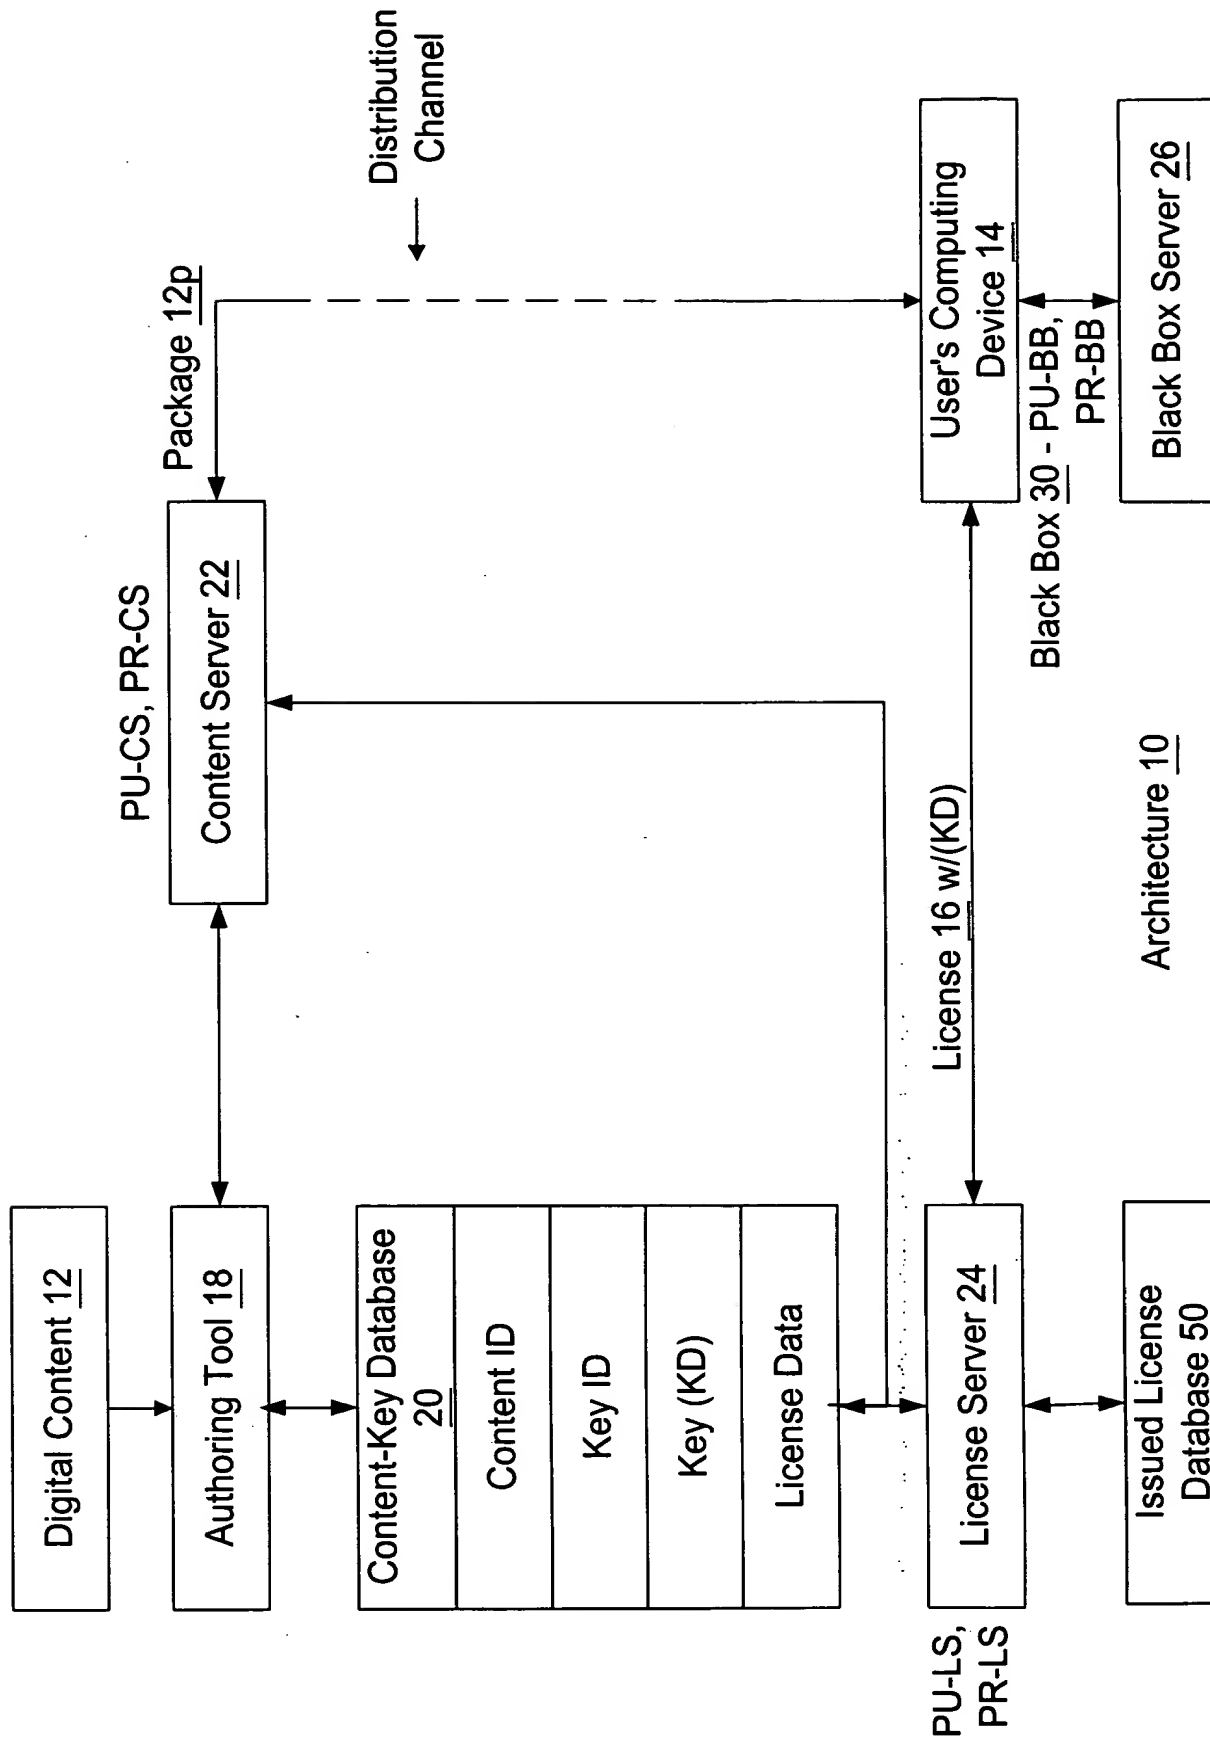 Digital Content 12
Authoring Tool 18
Content-Key Database
20
Content ID
Key ID
Key (KD)
License Data
PU-LS,
PR-LS
License Server 24
Issued License
Database 50
PU-CS, PR-CS
Content Server 22
Package 12p
Distribution
Channel
License 16 w/(KD)
User's Computing
Device 14
Black Box 30 - PU-BB,
PR-BB
Black Box Server 26
Architecture 10